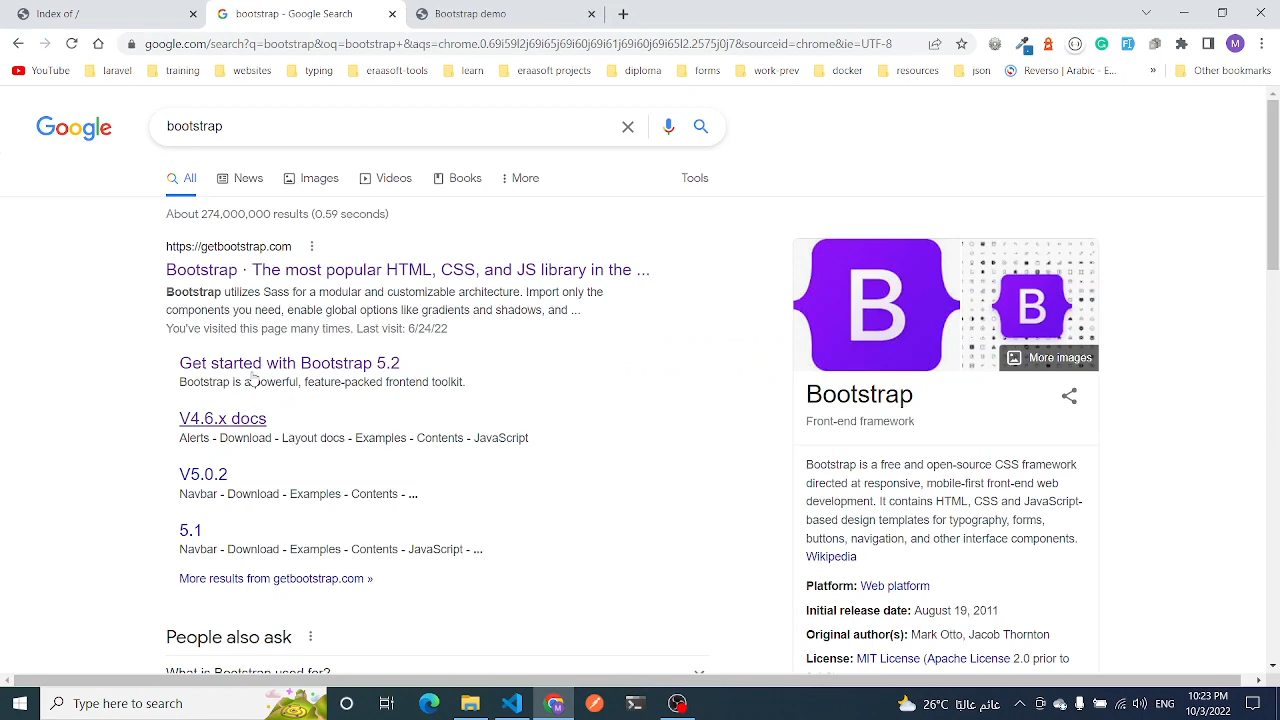 Index of /
bootstrap - Google Search
Bootstrap demo
google.com/search?q=bootstrap&oq=bootstrap+&aqs=chrome.0.69i59l2j69i65j69i60j69i61j69i60j69i65l2.2575j0j7&sourceid=chrome&ie=UTF-8
M
YouTube
laravel
training
websites
typing
eraasoft-tools
learn
eraasoft projects
diploma
forms
work-prev
docker
resources
json
Reverso | Arabic - E...
»
Other bookmarks
Google
bootstrap
All
News
Images
Videos
Books
More
Tools
About 274,000,000 results (0.59 seconds)
https://getbootstrap.com
Bootstrap · The most popular HTML, CSS, and JS library in the ...
Bootstrap utilizes Sass for a modular and customizable architecture. Import only the
components you need, enable global options like gradients and shadows, and ...
You've visited this page many times. Last visit: 6/24/22
Get started with Bootstrap 5.2
Bootstrap is a powerful, feature-packed frontend toolkit.
V4.6.x docs
Alerts - Download - Layout docs - Examples - Contents - JavaScript
V5.0.2
Navbar - Download - Examples - Contents - ...
5.1
Navbar - Download - Examples - Contents - JavaScript - ...
More results from getbootstrap.com »
People also ask
What is Bootstrap used for?
B
B
More images
Bootstrap
Front-end framework
Bootstrap is a free and open-source CSS framework
directed at responsive, mobile-first front-end web
development. It contains HTML, CSS and JavaScript-
based design templates for typography, forms,
buttons, navigation, and other interface components.
Wikipedia
Platform: Web platform
Initial release date: August 19, 2011
Original author(s): Mark Otto, Jacob Thornton
License: MIT License (Apache License 2.0 prior to
Type here to search
26°C
غائم غالبا
ENG
10:23 PM
10/3/2022